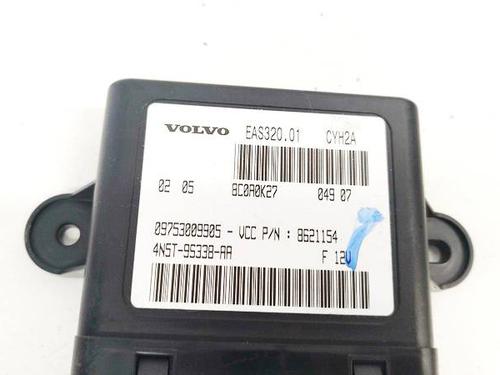 VOLVO EAS320.01 CYH2A
02 05 8C0A0K27 049 07
09753009905 - VCC P/N : 8621154
4N5T-9S338-AA F 12V